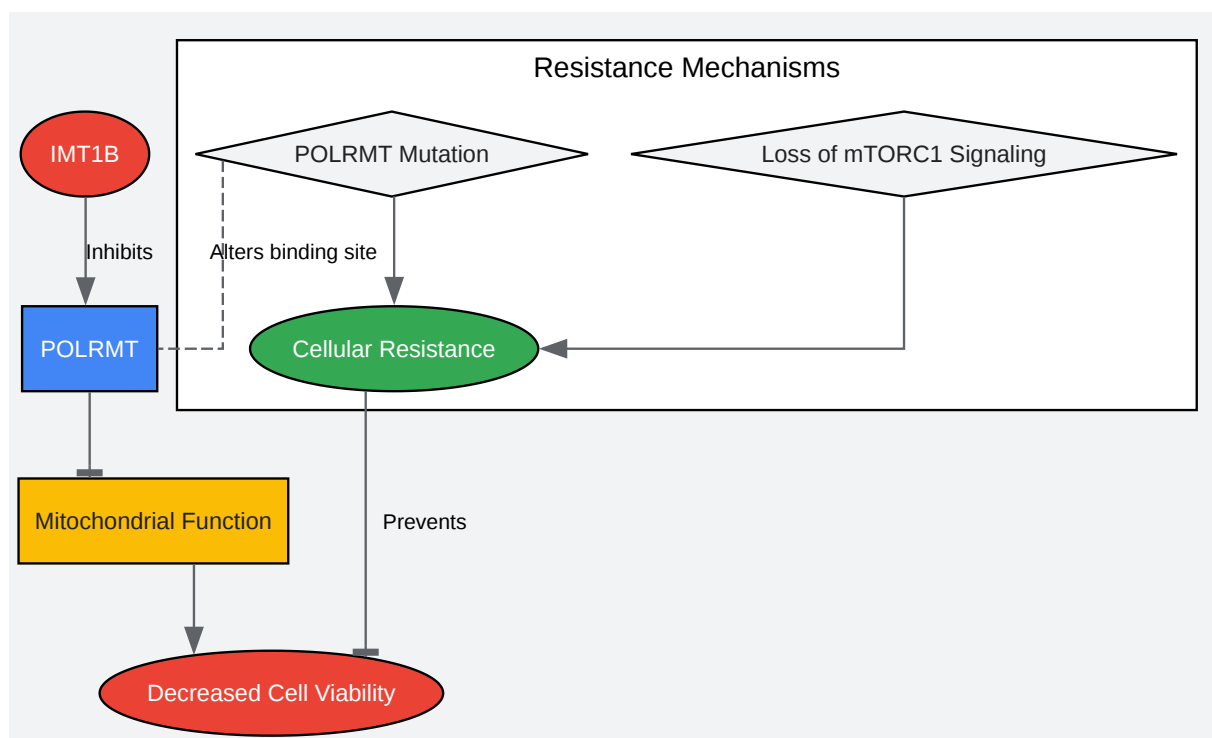 Resistance Mechanisms
IMT1B
POLRMT Mutation
Loss of mTORC1 Signaling
Inhibits
Alters binding site
POLRMT
Cellular Resistance
Mitochondrial Function
Prevents
Decreased Cell Viability